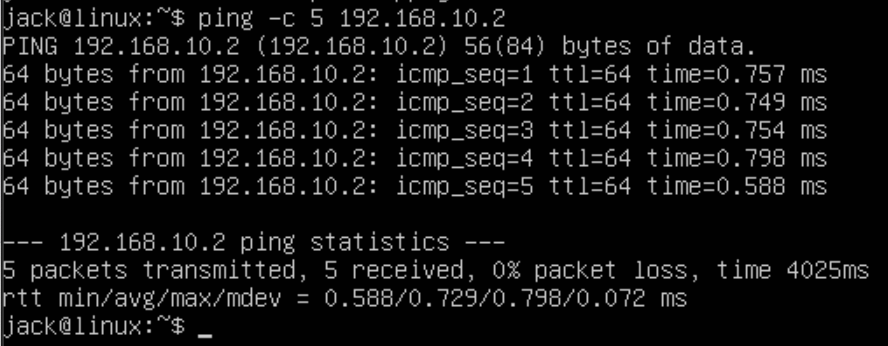 jack@linux:~$ ping -c 5 192.168.10.2
PING 192.168.10.2 (192.168.10.2) 56(84) bytes of data.
64 bytes from 192.168.10.2: icmp_seq=1 ttl=64 time=0.757 ms
64 bytes from 192.168.10.2: icmp_seq=2 ttl=64 time=0.749 ms
64 bytes from 192.168.10.2: icmp_seq=3 ttl=64 time=0.754 ms
64 bytes from 192.168.10.2: icmp_seq=4 ttl=64 time=0.798 ms
64 bytes from 192.168.10.2: icmp_seq=5 ttl=64 time=0.588 ms
--- 192.168.10.2 ping statistics ---
5 packets transmitted, 5 received, 0% packet loss, time 4025ms
rtt min/avg/max/mdev = 0.588/0.729/0.798/0.072 ms
jack@linux:~$ _